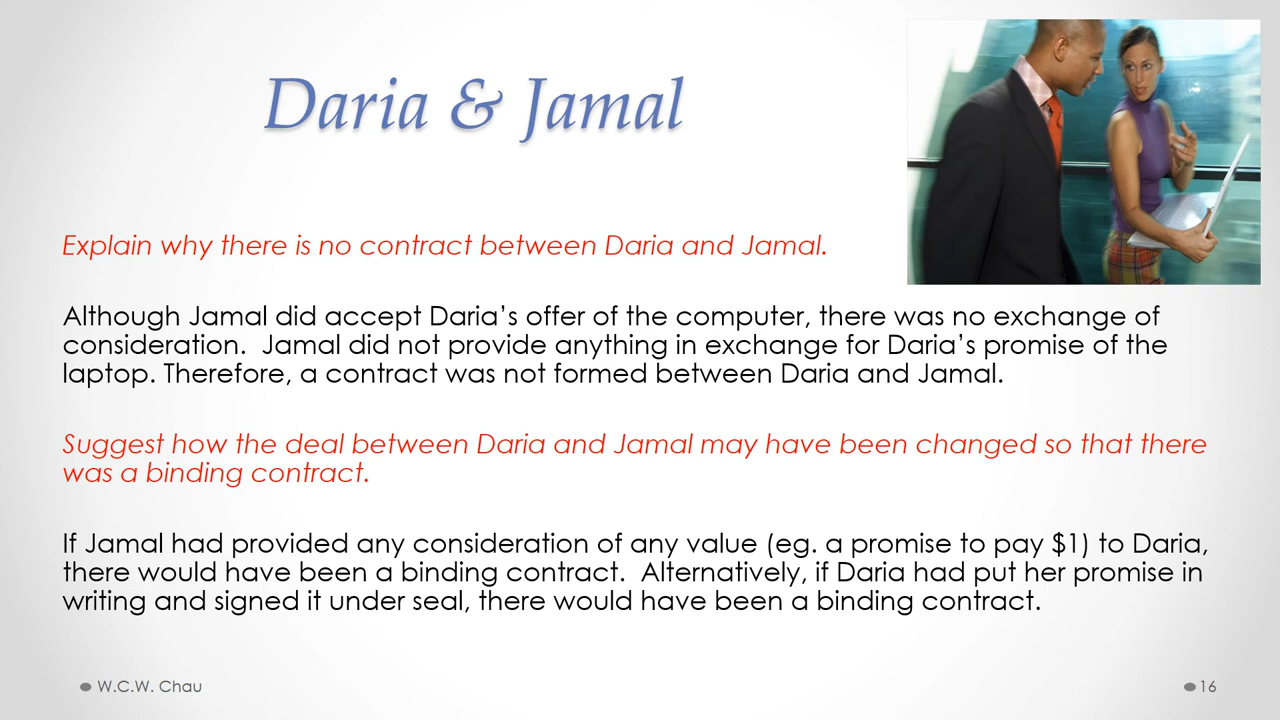 Daria & Jamal
Explain why there is no contract between Daria and Jamal.
Although Jamal did accept Daria’s offer of the computer, there was no exchange of
consideration.  Jamal did not provide anything in exchange for Daria’s promise of the
laptop. Therefore, a contract was not formed between Daria and Jamal.
Suggest how the deal between Daria and Jamal may have been changed so that there
was a binding contract.
If Jamal had provided any consideration of any value (eg. a promise to pay $1) to Daria,
there would have been a binding contract.  Alternatively, if Daria had put her promise in
writing and signed it under seal, there would have been a binding contract.
W.C.W. Chau
16